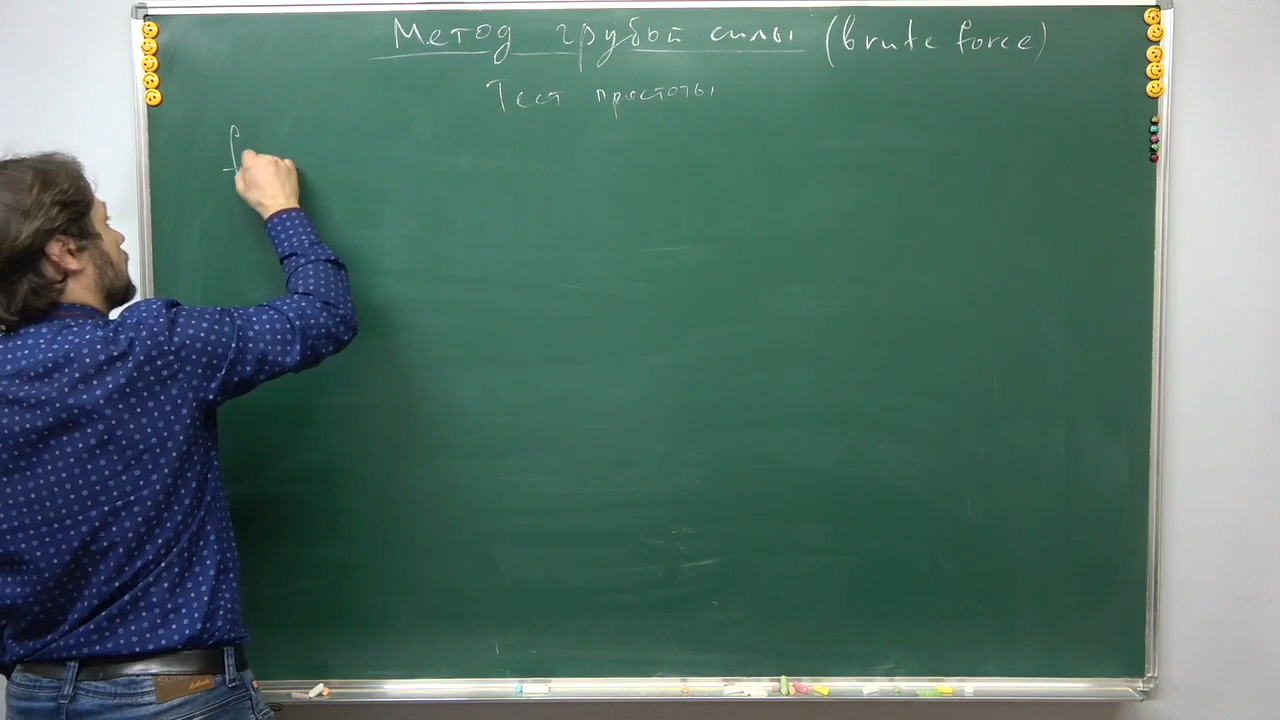 Метод грубой силы (brute force)
Тест простоты
f